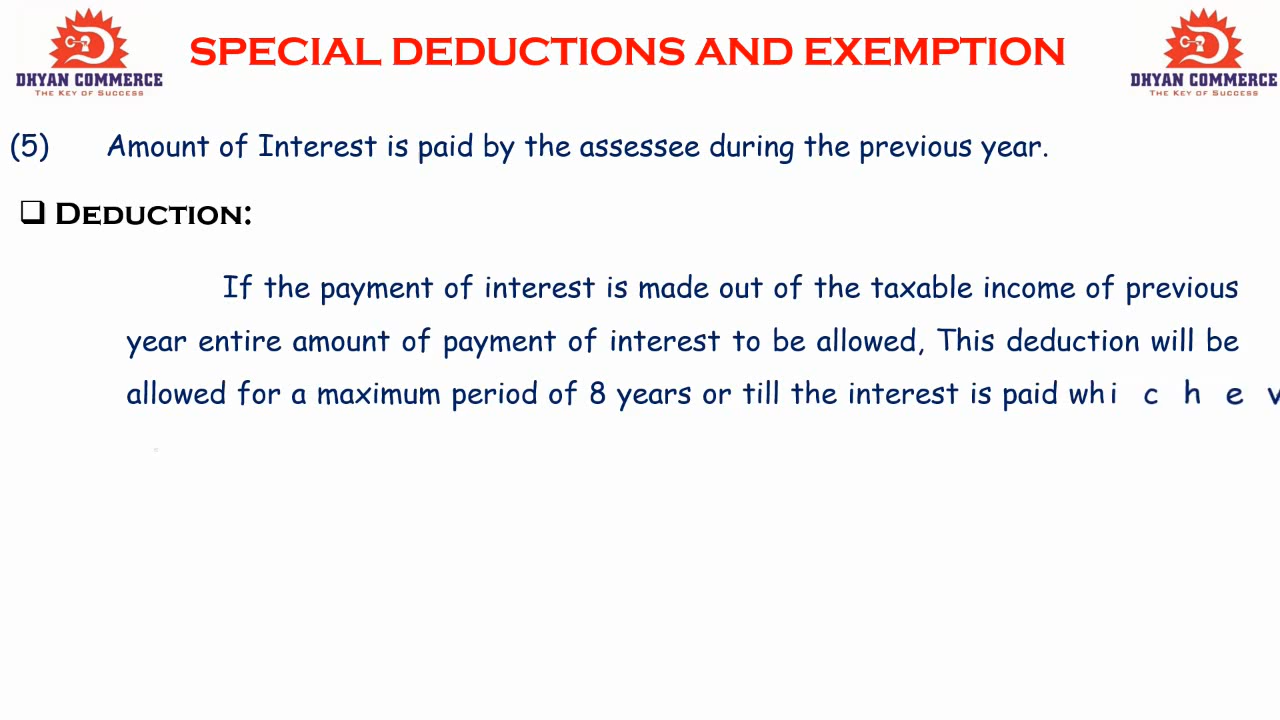 DHYAN COMMERCE
THE KEY OF SUCCESS
SPECIAL DEDUCTIONS AND EXEMPTION
DHYAN COMMERCE
THE KEY OF SUCCESS
(5) Amount of Interest is paid by the assessee during the previous year.
❑ DEDUCTION:
If the payment of interest is made out of the taxable income of previous
year entire amount of payment of interest to be allowed, This deduction will be
allowed for a maximum period of 8 years or till the interest is paid whi c h e v